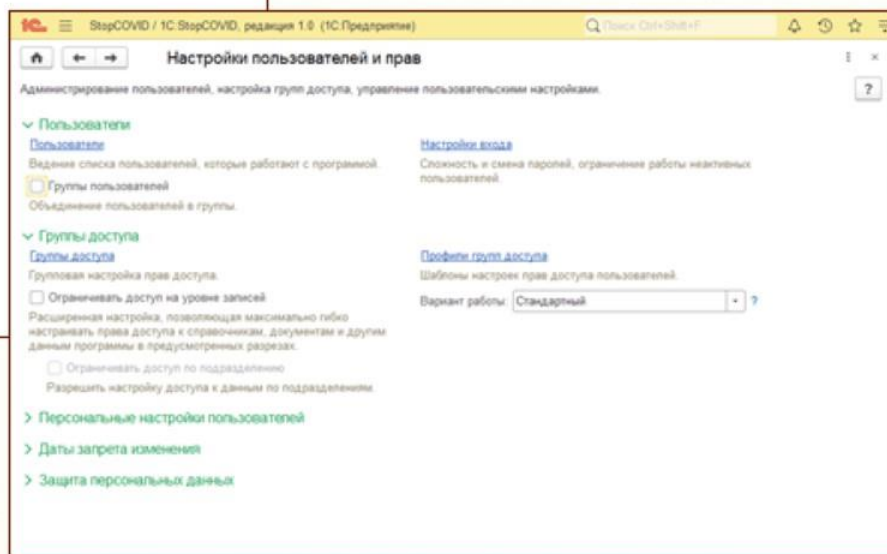 1С StopCOVID / 1С:StopCOVID, редакция 1.0 (1С:Предприятие) Поиск Ctrl+Shift+F
Настройки пользователей и прав
Администрирование пользователей, настройка групп доступа, управление пользовательскими настройками. ?
Пользователи
Пользователи
Ведение списка пользователей, которые работают с программой.
Группы пользователей
Объединение пользователей в группы.
Настройки входа
Сложность и смена паролей, ограничение работы неактивных
пользователей.
Группы доступа
Группы доступа
Групповая настройка прав доступа.
Ограничивать доступ на уровне записей
Расширенная настройка, позволяющая максимально гибко
настраивать права доступа к справочникам, документам и другим
данным программы в предусмотренных разрезах.
Ограничивать доступ по подразделению
Разрешить настройку доступа к данным по подразделениям.
Профили групп доступа
Шаблоны настроек прав доступа пользователей.
Вариант работы: Стандартный ?
Персональные настройки пользователей
Даты запрета изменения
Защита персональных данных